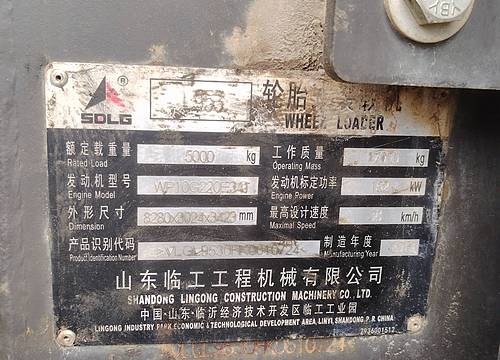 SDLG ®
轮胎 装载机
WHEEL LOADER
额定载重量 5000 kg 工作质量 kg
Rated Load Operating Mass
发动机型号 WP10G220E343 发动机标定功率 kW
Engine Model Engine Power
外形尺寸 8280x3024x3423 mm 最高设计速度 km/h
Dimension Maximal Speed
产品识别代码 制造年度
Product Identification Number Manufacturing Year
山东临工工程机械有限公司
SHANDONG LINGONG CONSTRUCTION MACHINERY CO., LTD.
中国·山东·临沂经济技术开发区临工工业园
LINGONG INDUSTRY PARK ECONOMIC & TECHNOLOGICAL DEVELOPMENT AREA, LINYI, SHANDONG, P. R. CHINA
2936001512